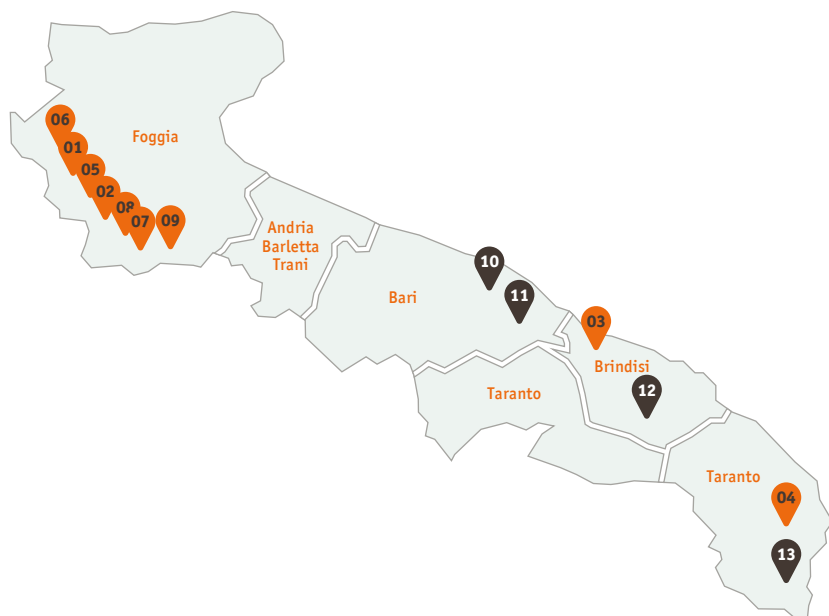 06
Foggia
01
05
02
08
07
09
Andria
Barletta
Trani
10
Bari
11
03
Brindisi
12
Taranto
Taranto
04
13